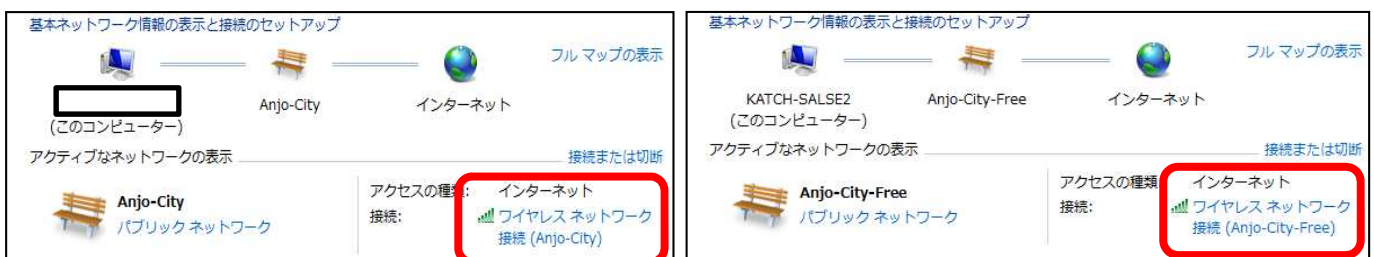 基本ネットワーク情報の表示と接続のセットアップ
フル マップの表示
Anjo-City
インターネット
(このコンピューター)
アクティブなネットワークの表示
接続または切断
Anjo-City
パブリック ネットワーク
アクセスの種類:
インターネット
接続:
ワイヤレス ネットワーク
接続 (Anjo-City)
基本ネットワーク情報の表示と接続のセットアップ
フル マップの表示
KATCH-SALSE2
Anjo-City-Free
インターネット
(このコンピューター)
アクティブなネットワークの表示
接続または切断
Anjo-City-Free
パブリック ネットワーク
アクセスの種類
インターネット
接続:
ワイヤレス ネットワーク
接続 (Anjo-City-Free)